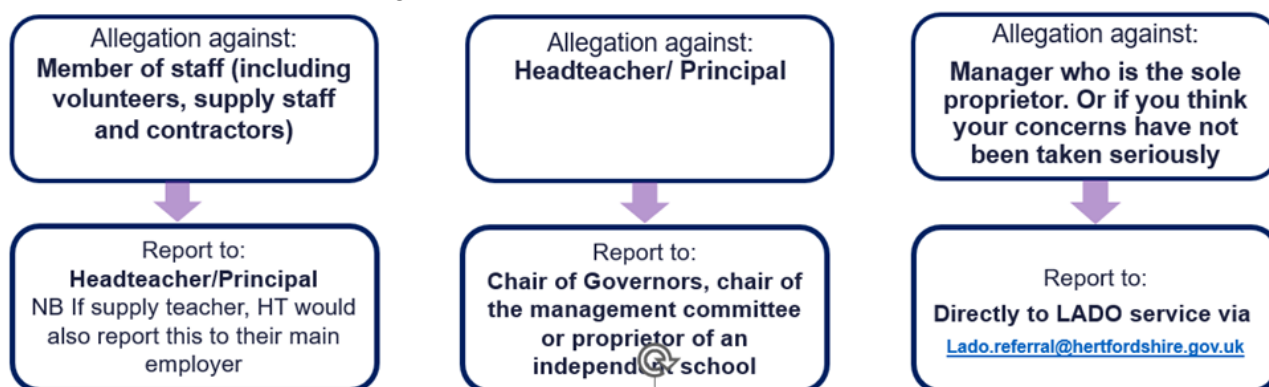 Allegation against:
Member of staff (including
volunteers, supply staff
and contractors)
Allegation against:
Headteacher/ Principal
Allegation against:
Manager who is the sole
proprietor. Or if you think
your concerns have not
been taken seriously
Report to:
Headteacher/Principal
NB If supply teacher, HT would
also report this to their main
employer
Report to:
Chair of Governors, chair of
the management committee
or proprietor of an
independent school
Report to:
Directly to LADO service via
Lado.referral@hertfordshire.gov.uk